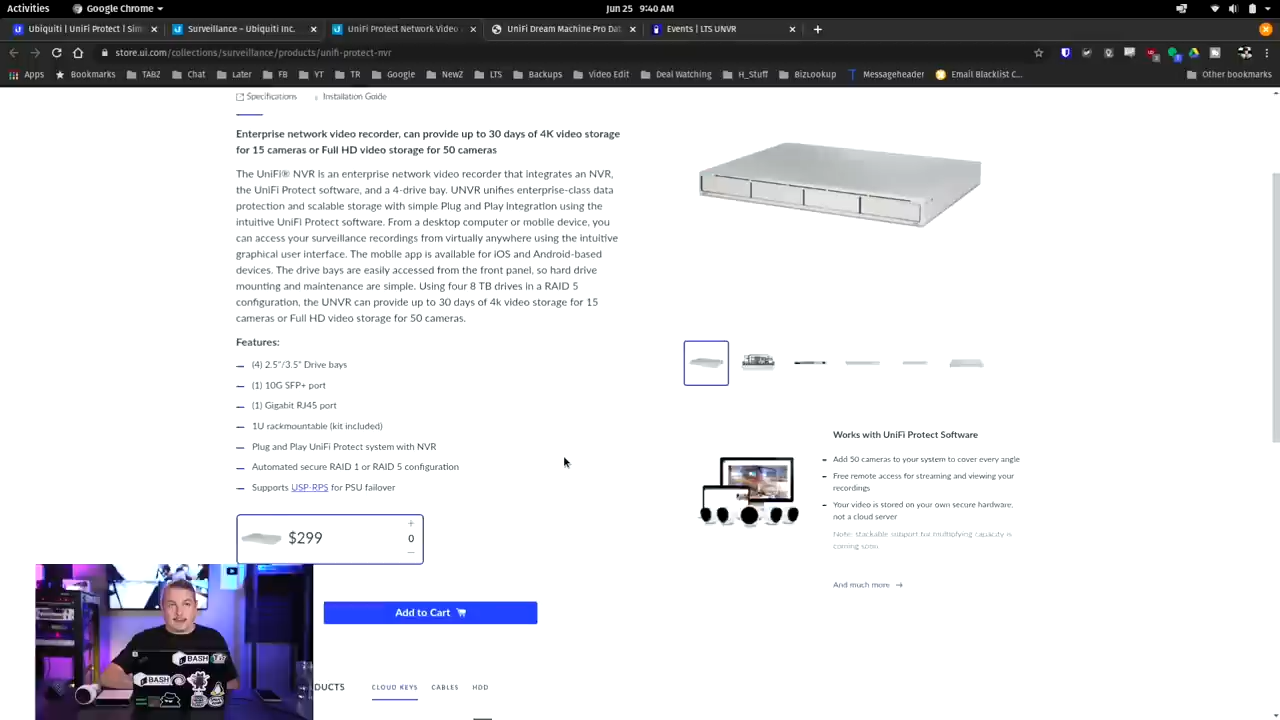 Activities
Google Chrome
Jun 25 9:40 AM
Ubiquiti | UniFi Protect | Sim
Surveillance – Ubiquiti Inc.
UniFi Protect Network Video
UniFi Dream Machine Pro Dat
Events | LTS UNVR
store.ui.com/collections/surveillance/products/unifi-protect-nvr
Apps
Bookmarks
TABZ
Chat
Later
FB
YT
TR
Google
NewZ
LTS
Backups
Video Edit
Deal Watching
H_Stuff
BizLookup
Messageheader
Email Blacklist C...
Other bookmarks
Specifications
Installation Guide
Enterprise network video recorder, can provide up to 30 days of 4K video storage
for 15 cameras or Full HD video storage for 50 cameras
The UniFi® NVR is an enterprise network video recorder that integrates an NVR,
the UniFi Protect software, and a 4-drive bay. UNVR unifies enterprise-class data
protection and scalable storage with simple Plug and Play Integration using the
intuitive UniFi Protect software. From a desktop computer or mobile device, you
can access your surveillance recordings from virtually anywhere using the intuitive
graphical user interface. The mobile app is available for iOS and Android-based
devices. The drive bays are easily accessed from the front panel, so hard drive
mounting and maintenance are simple. Using four 8 TB drives in a RAID 5
configuration, the UNVR can provide up to 30 days of 4k video storage for 15
cameras or Full HD video storage for 50 cameras.
Features:
(4) 2.5"/3.5" Drive bays
(1) 10G SFP+ port
(1) Gigabit RJ45 port
1U rackmountable (kit included)
Plug and Play UniFi Protect system with NVR
Automated secure RAID 1 or RAID 5 configuration
Supports USP-RPS for PSU failover
$299
+
0
—
Add to Cart
DUCTS
CLOUD KEYS
CABLES
HDD
Works with UniFi Protect Software
Add 50 cameras to your system to cover every angle
Free remote access for streaming and viewing your
recordings
Your video is stored on your own secure hardware,
not a cloud server
Note: stackable support for multiplying capacity is
coming soon
And much more →
BASH
BASH